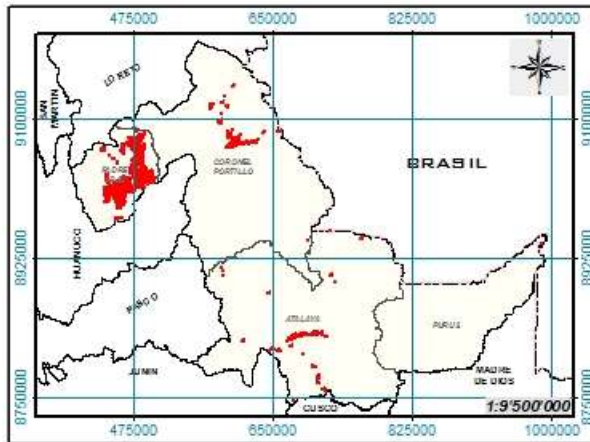 475000 650000 825000 1000000
LORETO
SAN
MARTIN
9100000
9100000
CORONEL
PORTILLO
BRASIL
HUANUCO
8925000
8925000
PASCO
ATALAYA
PURUS
JUNIN
MADRE
DE DIOS
8750000
8750000
CUSCO
1:9'500'000
475000 650000 825000 1000000